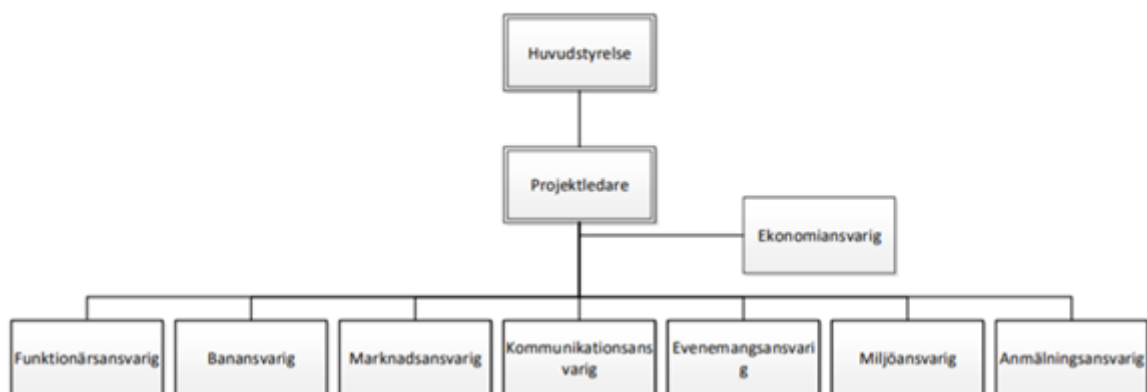 Huvudstyrelse
Projektledare
Ekonomiansvarig
Funktionärsansvarig
Banansvarig
Marknadsansvarig
Kommunikationsans
varig
Evenemangsansvari
g
Miljöansvarig
Anmälningsansvarig